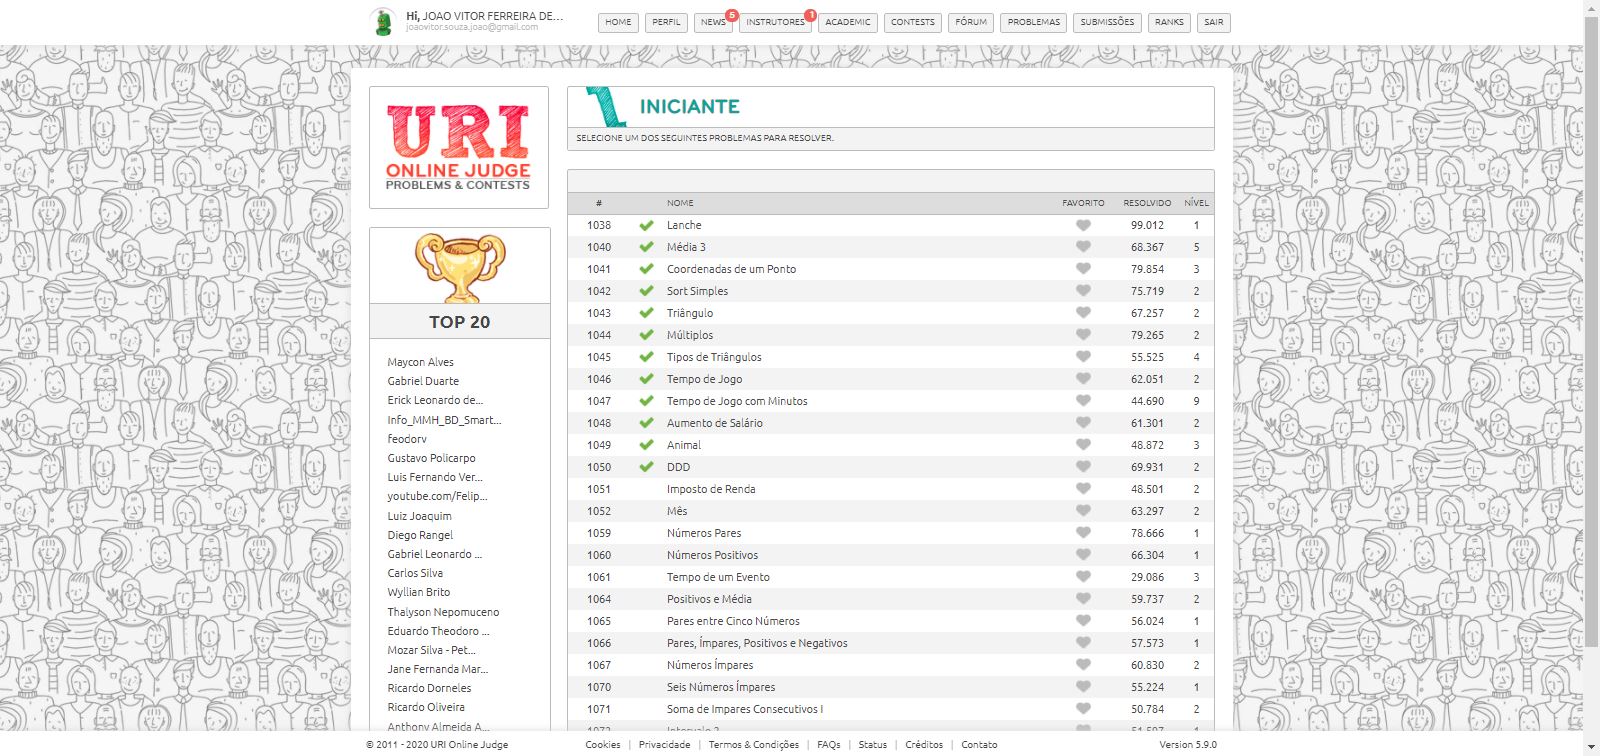 Hi, JOAO VITOR FERREIRA DE...
joaovitor.souza.joao@gmail.com
HOME PERFIL NEWS 5 INSTRUTORES 1 ACADEMIC CONTESTS FÓRUM PROBLEMAS SUBMISSÕES RANKS SAIR
URI
ONLINE JUDGE
PROBLEMS & CONTESTS
TOP 20
Maycon Alves
Gabriel Duarte
Erick Leonardo de...
Info_MMH_BD_Smart...
feodorv
Gustavo Policarpo
Luis Fernando Ver...
youtube.com/Felip...
Luiz Joaquim
Diego Rangel
Gabriel Leonardo ...
Carlos Silva
Wyllian Brito
Thalyson Nepomuceno
Eduardo Theodoro ...
Mozar Silva - Pet...
Jane Fernanda Mar...
Ricardo Dorneles
Ricardo Oliveira
Anthony Almeida A...
1 INICIANTE
SELECIONE UM DOS SEGUINTES PROBLEMAS PARA RESOLVER.
# NOME FAVORITO RESOLVIDO NÍVEL
1038 Lanche 99.012 1
1040 Média 3 68.367 5
1041 Coordenadas de um Ponto 79.854 3
1042 Sort Simples 75.719 2
1043 Triângulo 67.257 2
1044 Múltiplos 79.265 2
1045 Tipos de Triângulos 55.525 4
1046 Tempo de Jogo 62.051 2
1047 Tempo de Jogo com Minutos 44.690 9
1048 Aumento de Salário 61.301 2
1049 Animal 48.872 3
1050 DDD 69.931 2
1051 Imposto de Renda 48.501 2
1052 Mês 63.297 2
1059 Números Pares 78.666 1
1060 Números Positivos 66.304 1
1061 Tempo de um Evento 29.086 3
1064 Positivos e Média 59.737 2
1065 Pares entre Cinco Números 56.024 1
1066 Pares, Ímpares, Positivos e Negativos 57.573 1
1067 Números Ímpares 60.830 2
1070 Seis Números Ímpares 55.224 1
1071 Soma de Impares Consecutivos I 50.784 2
1072 Intervalo 2
© 2011 - 2020 URI Online Judge
Cookies | Privacidade | Termos & Condições | FAQs | Status | Créditos | Contato
Version 5.9.0